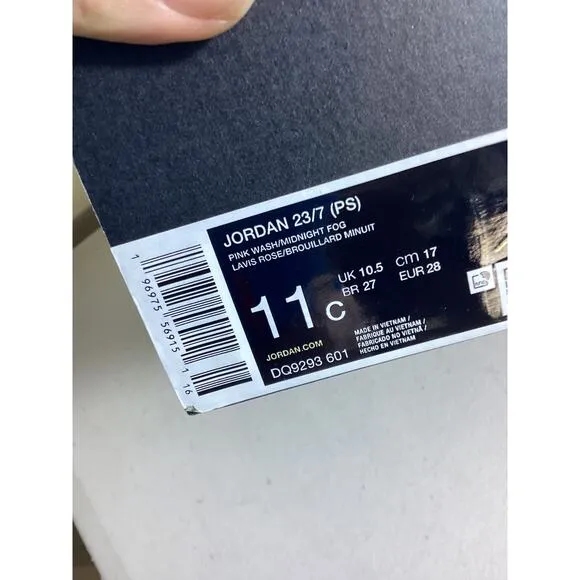 JORDAN 23/7 (PS)
PINK WASH/MIDNIGHT FOG
LAVIS ROSE/BROUILLARD MINUIT
11 C
UK 10.5 cm 17
BR 27 EUR 28
JORDAN.COM
DQ9293 601
MADE IN VIETNAM /
FABRIQUE AU VIETNAM /
FABRICADO NO VIETNÃ /
HECHO EN VIETNAM
1 96975 56915 1 16